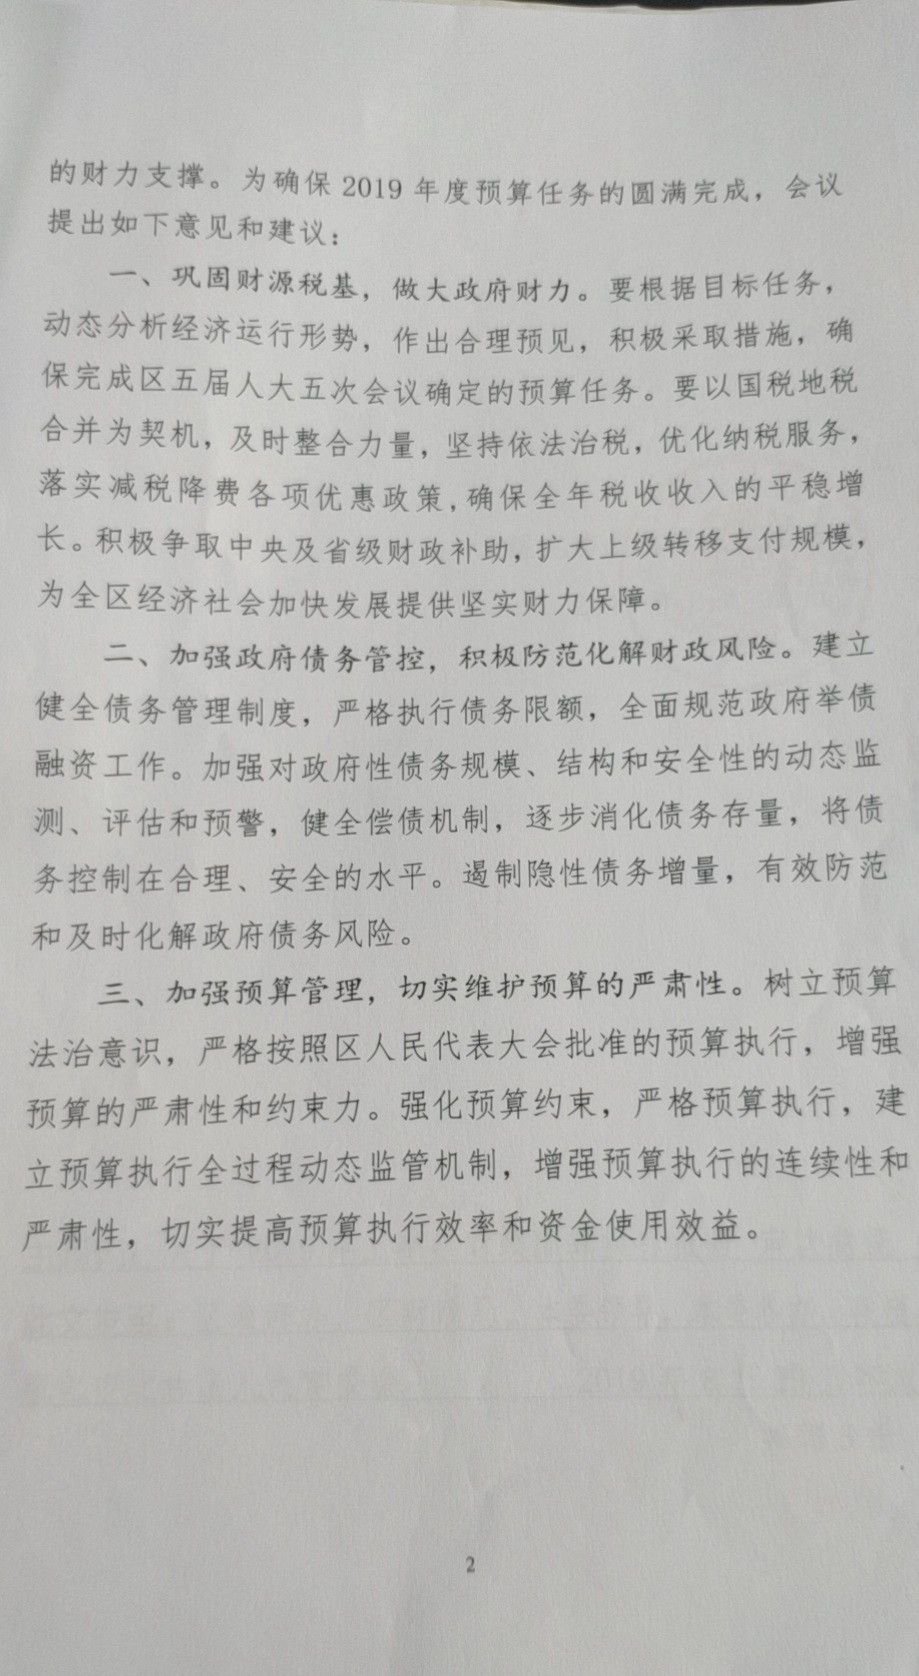 的财力支撑。为确保 2019 年度预算任务的圆满完成，会议
提出如下意见和建议：
一、巩固财源税基，做大政府财力。要根据目标任务，
动态分析经济运行形势，作出合理预见，积极采取措施，确
保完成区五届人大五次会议确定的预算任务。要以国税地税
合并为契机，及时整合力量，坚持依法治税，优化纳税服务，
落实减税降费各项优惠政策，确保全年税收收入的平稳增
长。积极争取中央及省级财政补助，扩大上级转移支付规模，
为全区经济社会加快发展提供坚实财力保障。
二、加强政府债务管控，积极防范化解财政风险。建立
健全债务管理制度，严格执行债务限额，全面规范政府举债
融资工作。加强对政府性债务规模、结构和安全性的动态监
测、评估和预警，健全偿债机制，逐步消化债务存量，将债
务控制在合理、安全的水平。遏制隐性债务增量，有效防范
和及时化解政府债务风险。
三、加强预算管理，切实维护预算的严肃性。树立预算
法治意识，严格按照区人民代表大会批准的预算执行，增强
预算的严肃性和约束力。强化预算约束，严格预算执行，建
立预算执行全过程动态监管机制，增强预算执行的连续性和
严肃性，切实提高预算执行效率和资金使用效益。
2